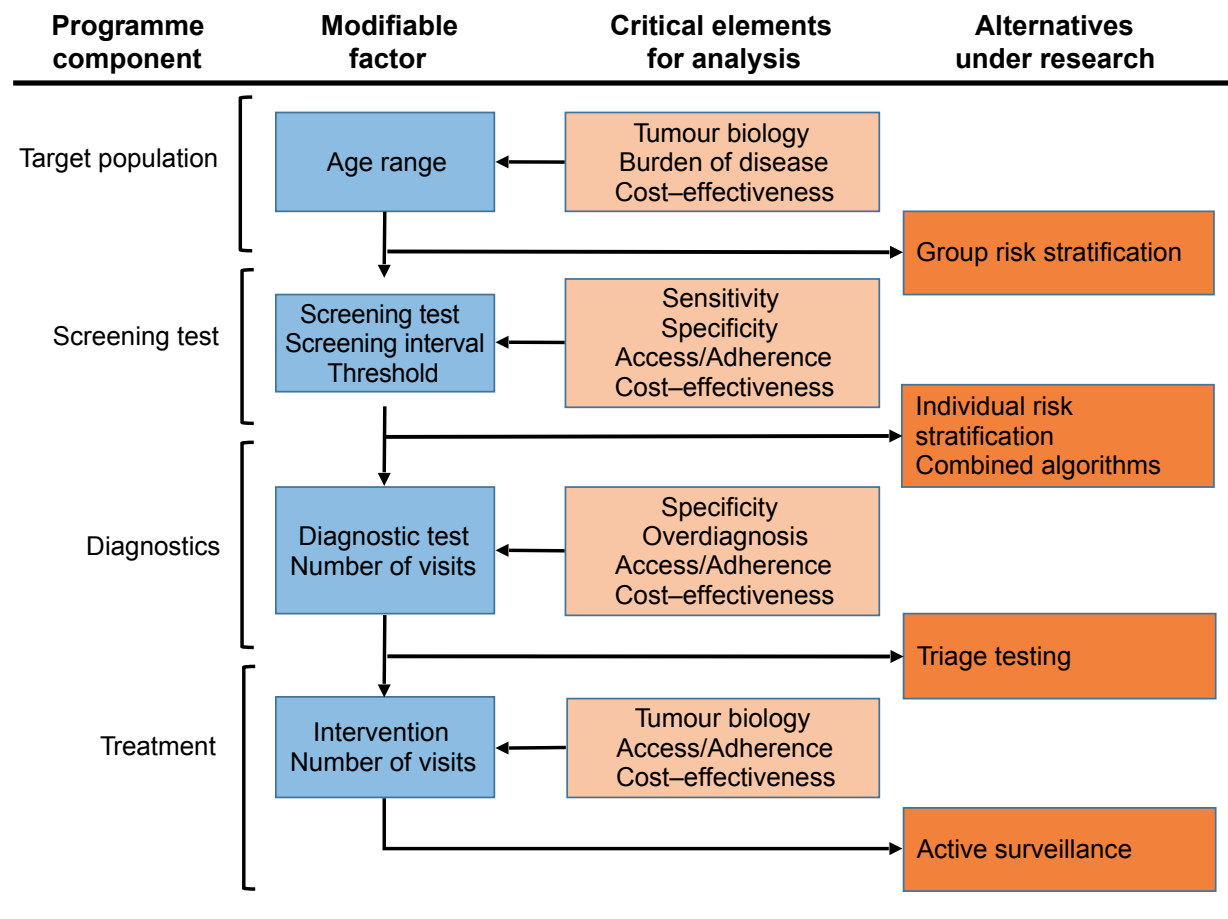 Programme
component
Modifiable
factor
Critical elements
for analysis
Alternatives
under research
Target population
Age range
Tumour biology
Burden of disease
Cost–effectiveness
Group risk stratification
Screening test
Screening test
Screening interval
Threshold
Sensitivity
Specificity
Access/Adherence
Cost–effectiveness
Individual risk
stratification
Combined algorithms
Diagnostics
Diagnostic test
Number of visits
Specificity
Overdiagnosis
Access/Adherence
Cost–effectiveness
Triage testing
Treatment
Intervention
Number of visits
Tumour biology
Access/Adherence
Cost–effectiveness
Active surveillance